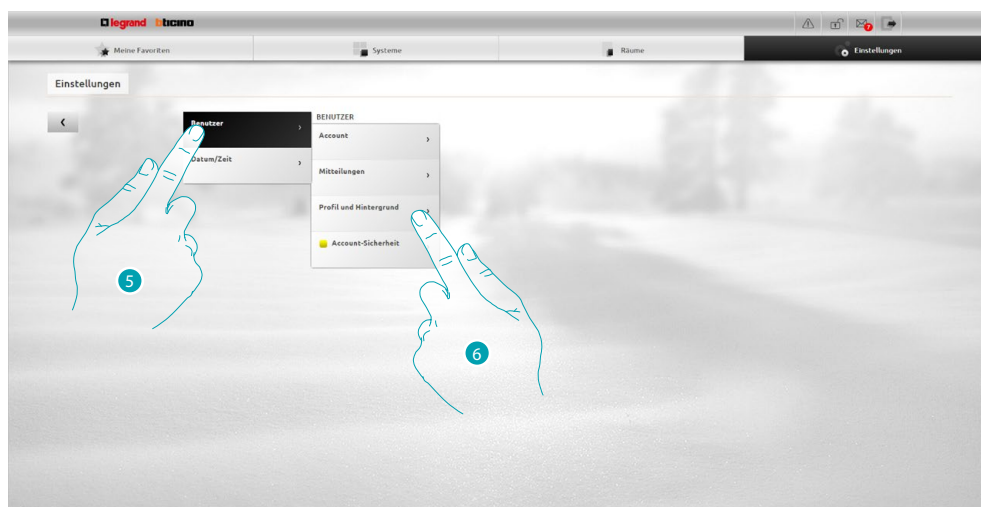 legrand bticino
7
Meine Favoriten
Systeme
Räume
Einstellungen
Einstellungen
Benutzer
Datum/Zeit
BENUTZER
Account
Mitteilungen
Profil und Hintergrund
Account-Sicherheit
5
6